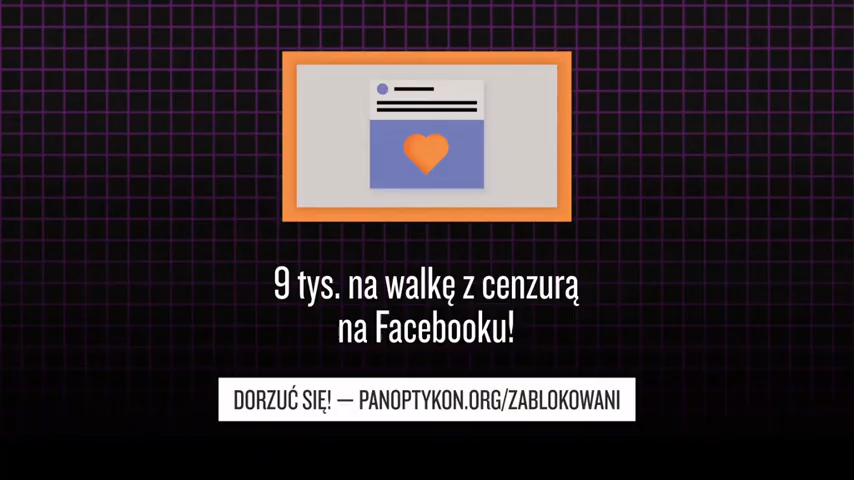 9 tys. na walkę z cenzurą
na Facebooku!
DORZUĆ SIĘ! — PANOPTYKON.ORG/ZABLOKOWANI